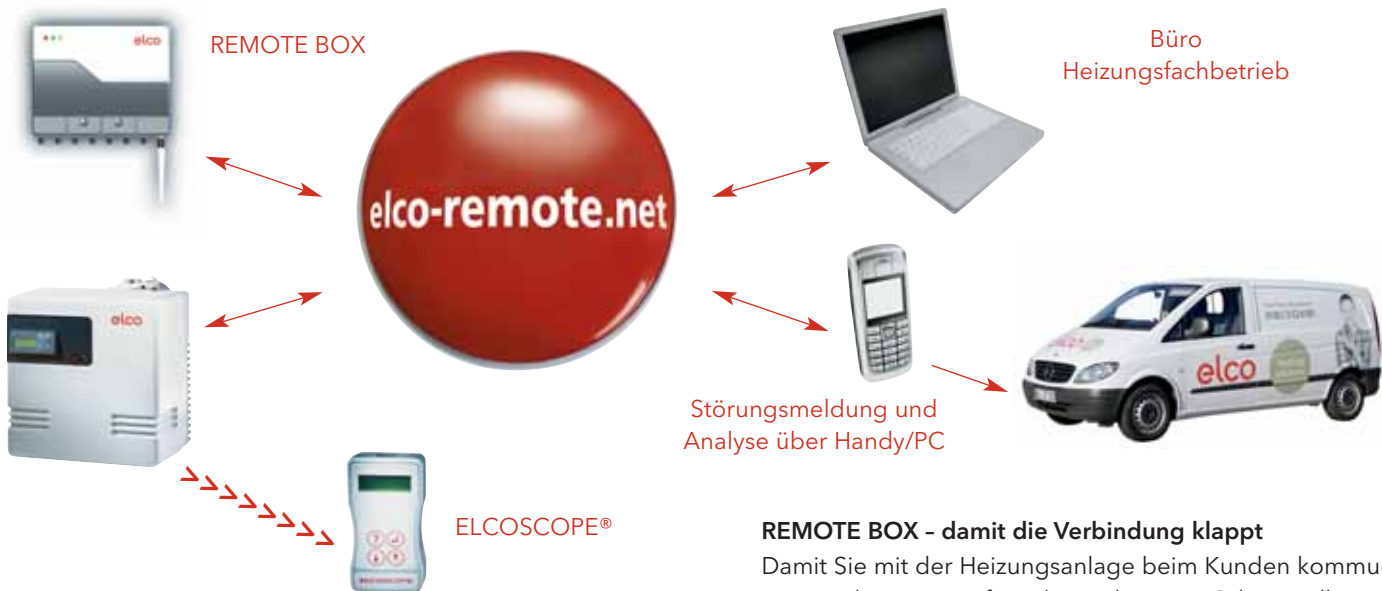 elco
REMOTE BOX
elco-remote.net
Büro
Heizungsfachbetrieb
elco
elco
Störungsmeldung und
Analyse über Handy/PC
ELCOSCOPE®
REMOTE BOX – damit die Verbindung klappt
Damit Sie mit der Heizungsanlage beim Kunden kommu-